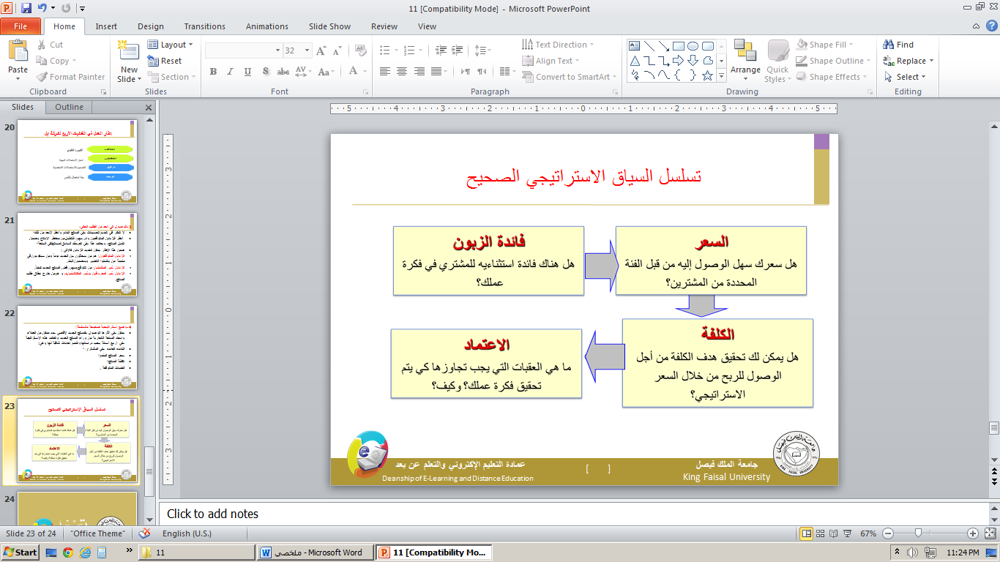 11 [Compatibility Mode] - Microsoft PowerPoint
File Home Insert Design Transitions Animations Slide Show Review View
Paste
Cut
Copy
Format Painter
Clipboard
New
Slide
Layout
Reset
Section
Slides
32
Font
Text Direction
Align Text
Convert to SmartArt
Paragraph
Arrange
Quick
Styles
Shape Fill
Shape Outline
Shape Effects
Drawing
Find
Replace
Select
Editing
Slides Outline
20
21
22
23
تسلسل السياق الاستراتيجي الصحيح
24
تسلسل السياق الاستراتيجي الصحيح
فائدة الزبون
هل هناك فائدة استثناءيه للمشتري في فكرة
عملك؟
السعر
هل سعرك سهل الوصول إليه من قبل الفئة
المحددة من المشترين؟
الكلفة
هل يمكن لك تحقيق هدف الكلفة من أجل
الوصول للربح من خلال السعر
الاستراتيجي؟
الاعتماد
ما هي العقبات التي يجب تجاوزها كي يتم
تحقيق فكرة عملك؟ وكيف؟
عمادة التعليم الإلكتروني والتعلم عن بعد
Deanship of E-Learning and Distance Education
[ ]
جامعة الملك فيصل
King Faisal University
Click to add notes
Slide 23 of 24 "Office Theme" English (U.S.) 67%
Start 11 ملخصي - Microsoft Word 11 [Compatibility Mo... 11:24 PM